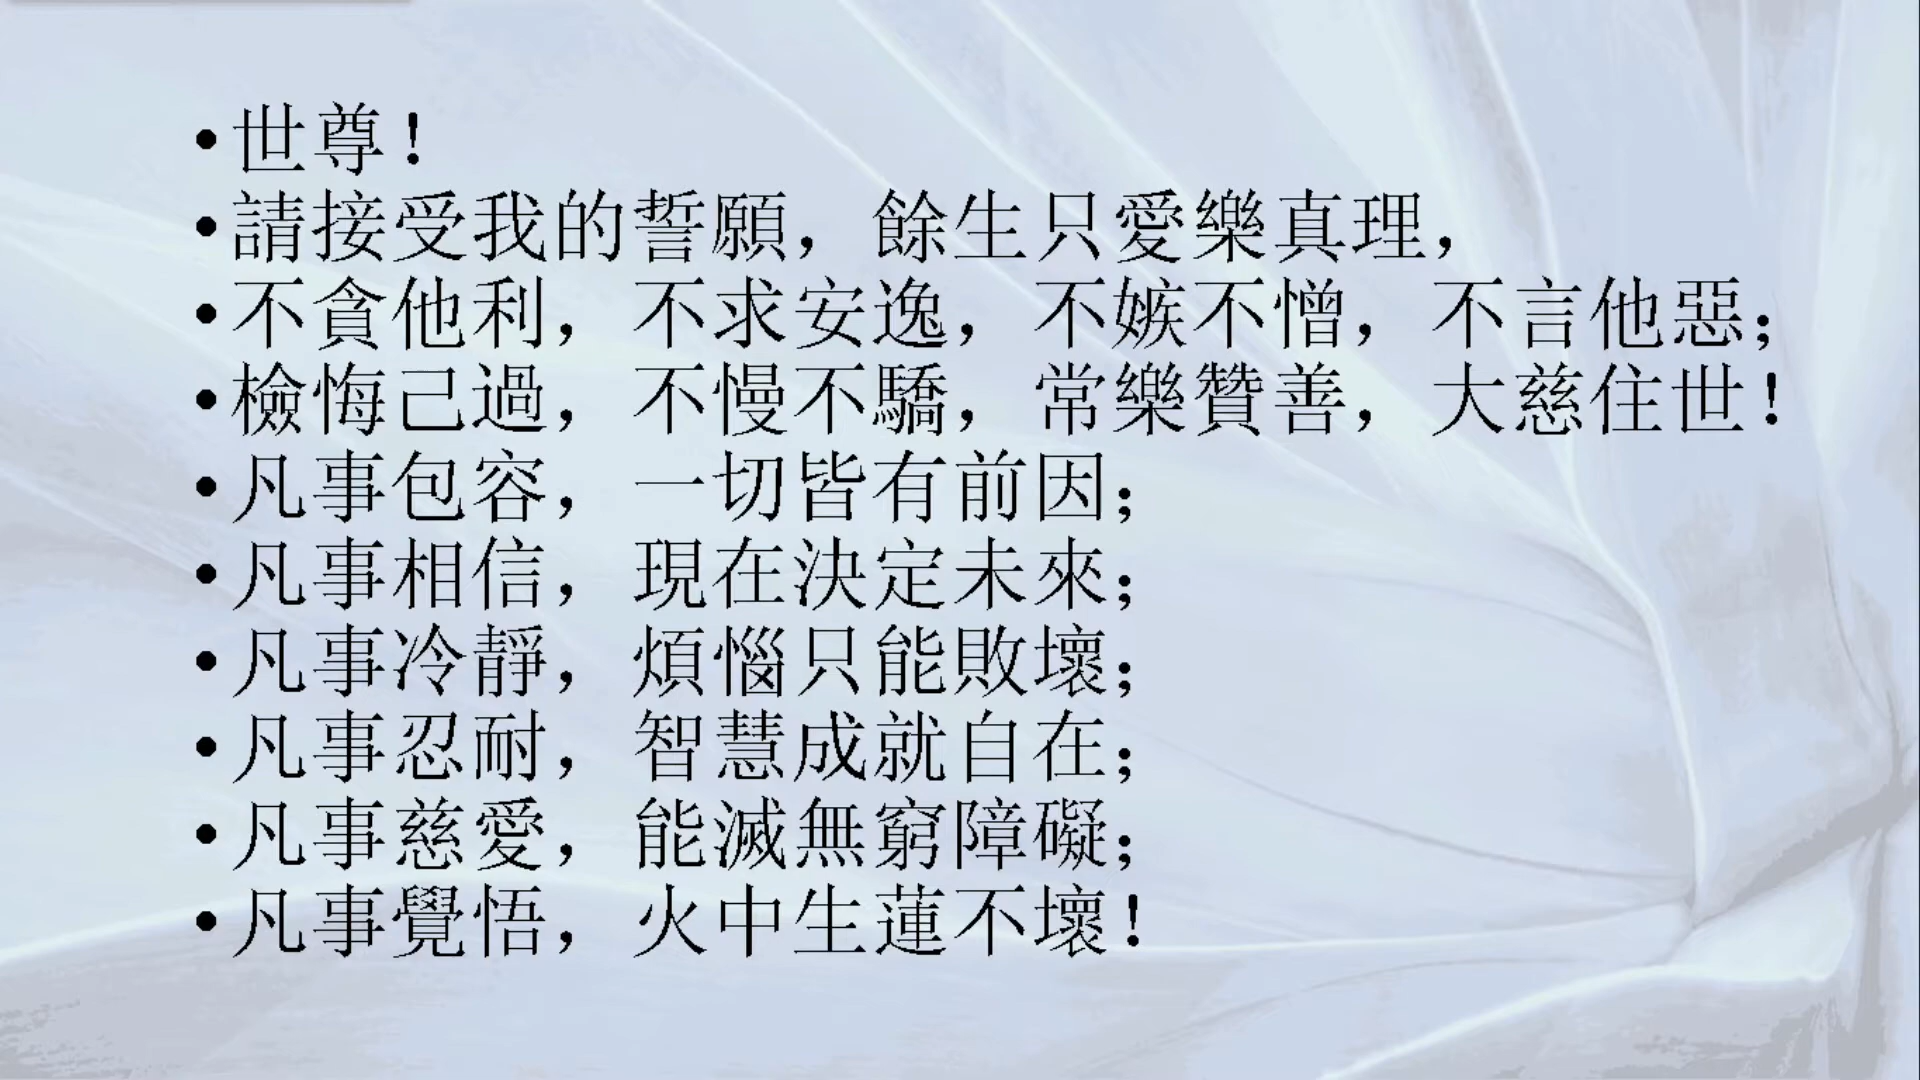 •世尊！
•請接受我的誓願，餘生只愛樂真理，
•不貪他利，不求安逸，不嫉不憎，不言他惡；
•檢悔己過，不慢不驕，常樂贊善，大慈住世！
•凡事包容，一切皆有前因；
•凡事相信，現在決定未來；
•凡事冷靜，煩惱只能敗壞；
•凡事忍耐，智慧成就自在；
•凡事慈愛，能滅無窮障礙；
•凡事覺悟，火中生蓮不壞！